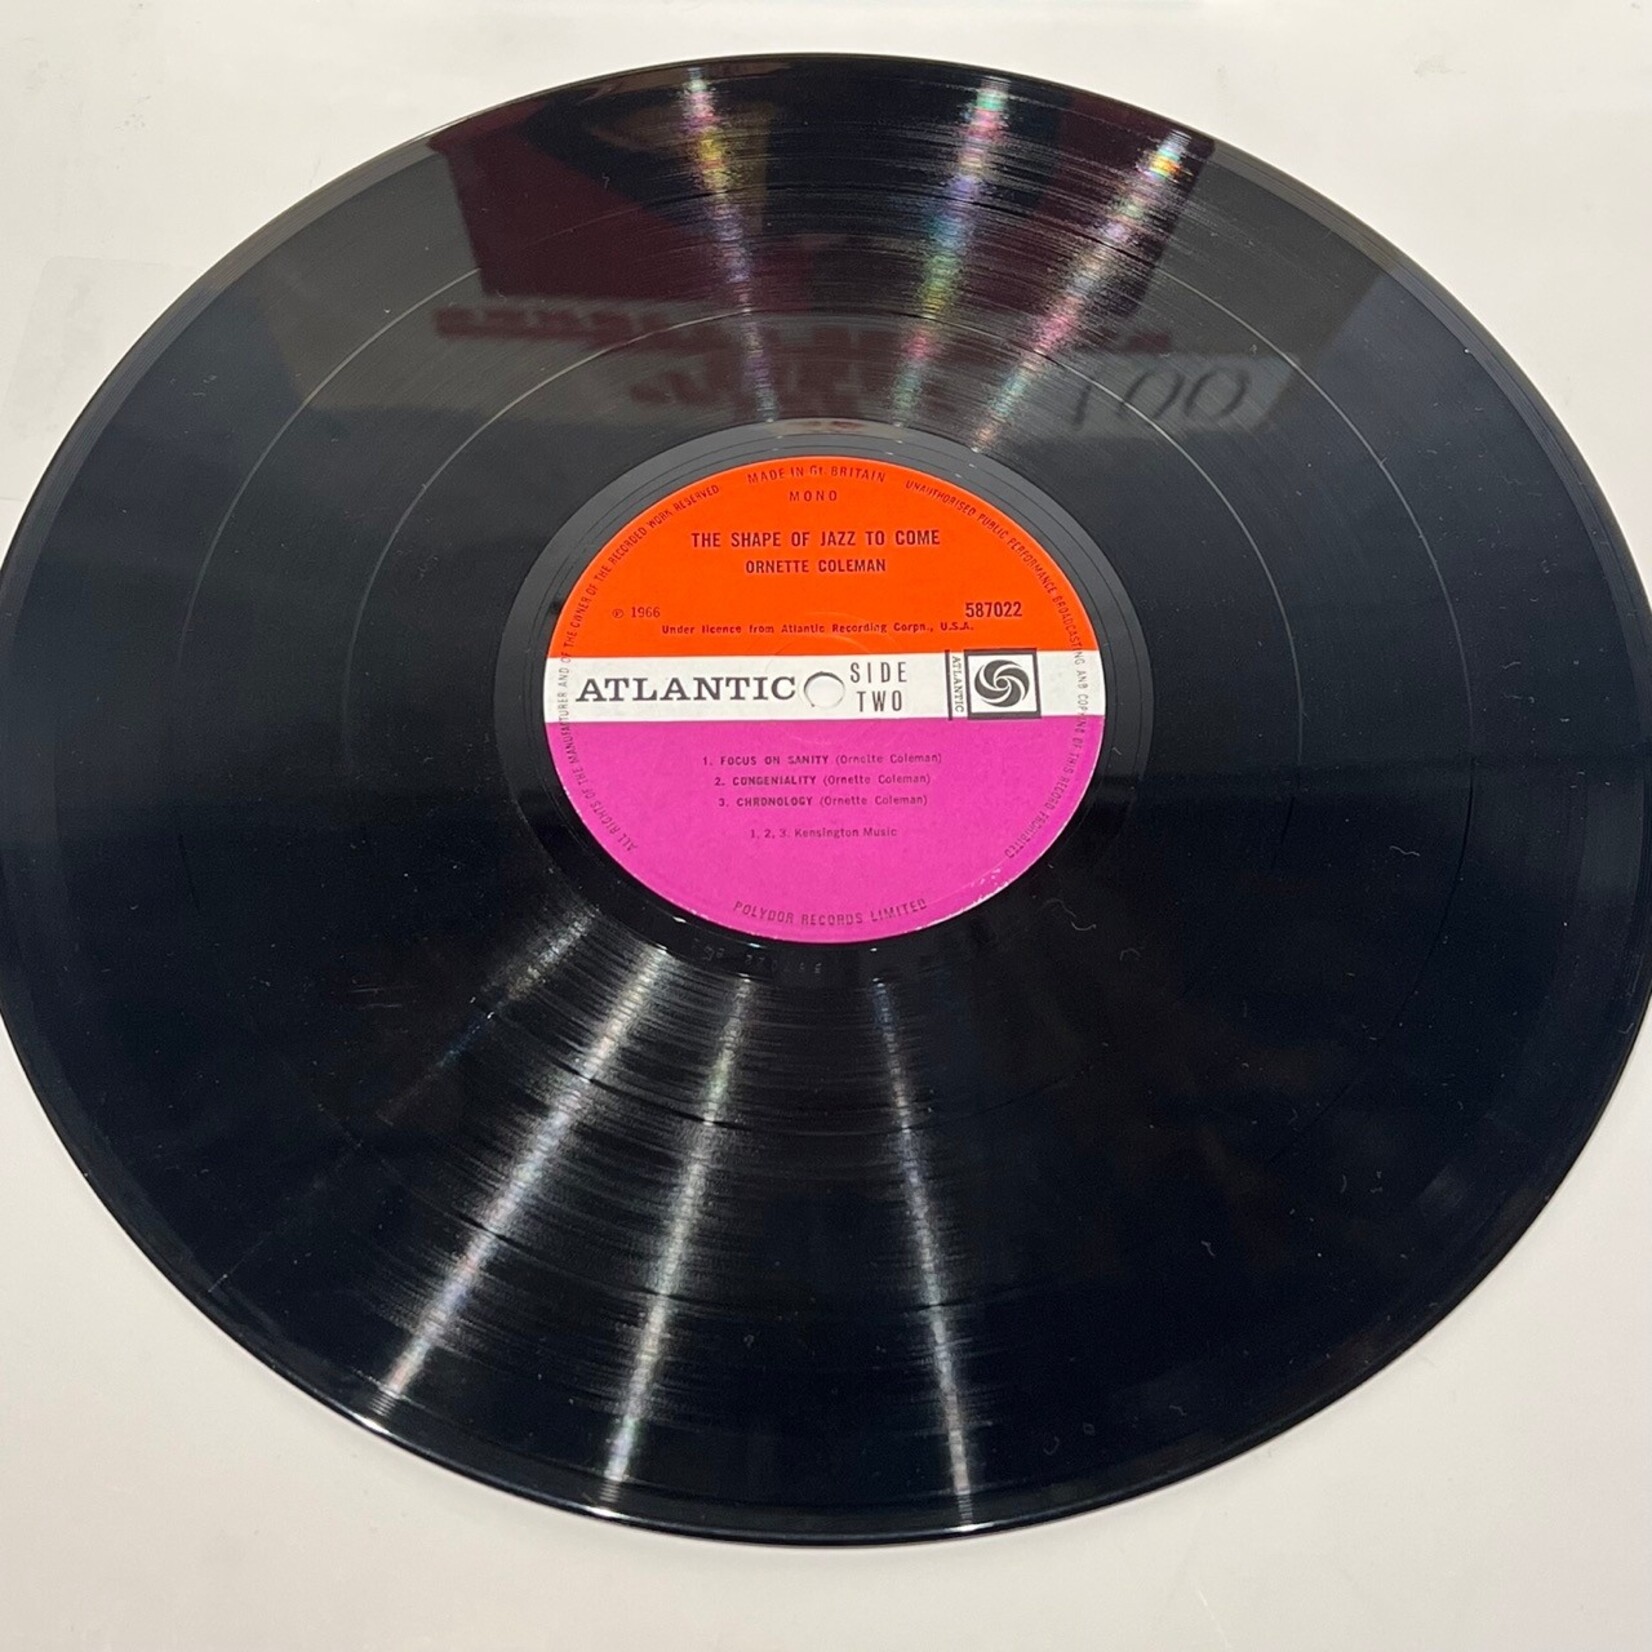 MADE IN Gt. BRITAIN
MONO
ALL RIGHTS OF THE MANUFACTURER AND OF THE OWNER OF THE RECORDED WORK RESERVED
UNAUTHORISED PUBLIC PERFORMANCE BROADCASTING AND COPYING OF THIS RECORD PROHIBITED
THE SHAPE OF JAZZ TO COME
ORNETTE COLEMAN
℗ 1966
587022
Under licence from Atlantic Recording Corpn., U.S.A.
ATLANTIC
SIDE
TWO
ATLANTIC
1. FOCUS ON SANITY (Ornette Coleman)
2. CONGENIALITY (Ornette Coleman)
3. CHRONOLOGY (Ornette Coleman)
1, 2, 3. Kensington Music
POLYDOR RECORDS LIMITED